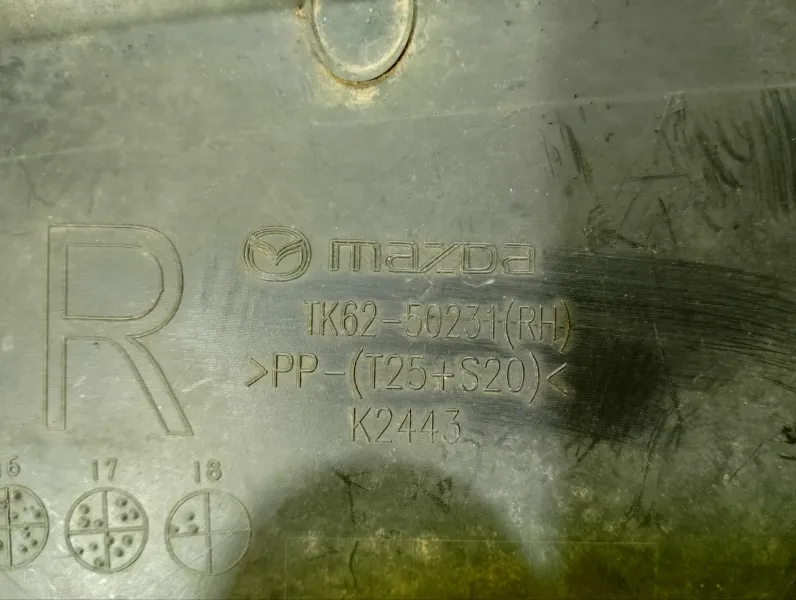 R
mazda
TK62-50231(RH)
>PP-(T25+S20)<
K2443
16 17 18